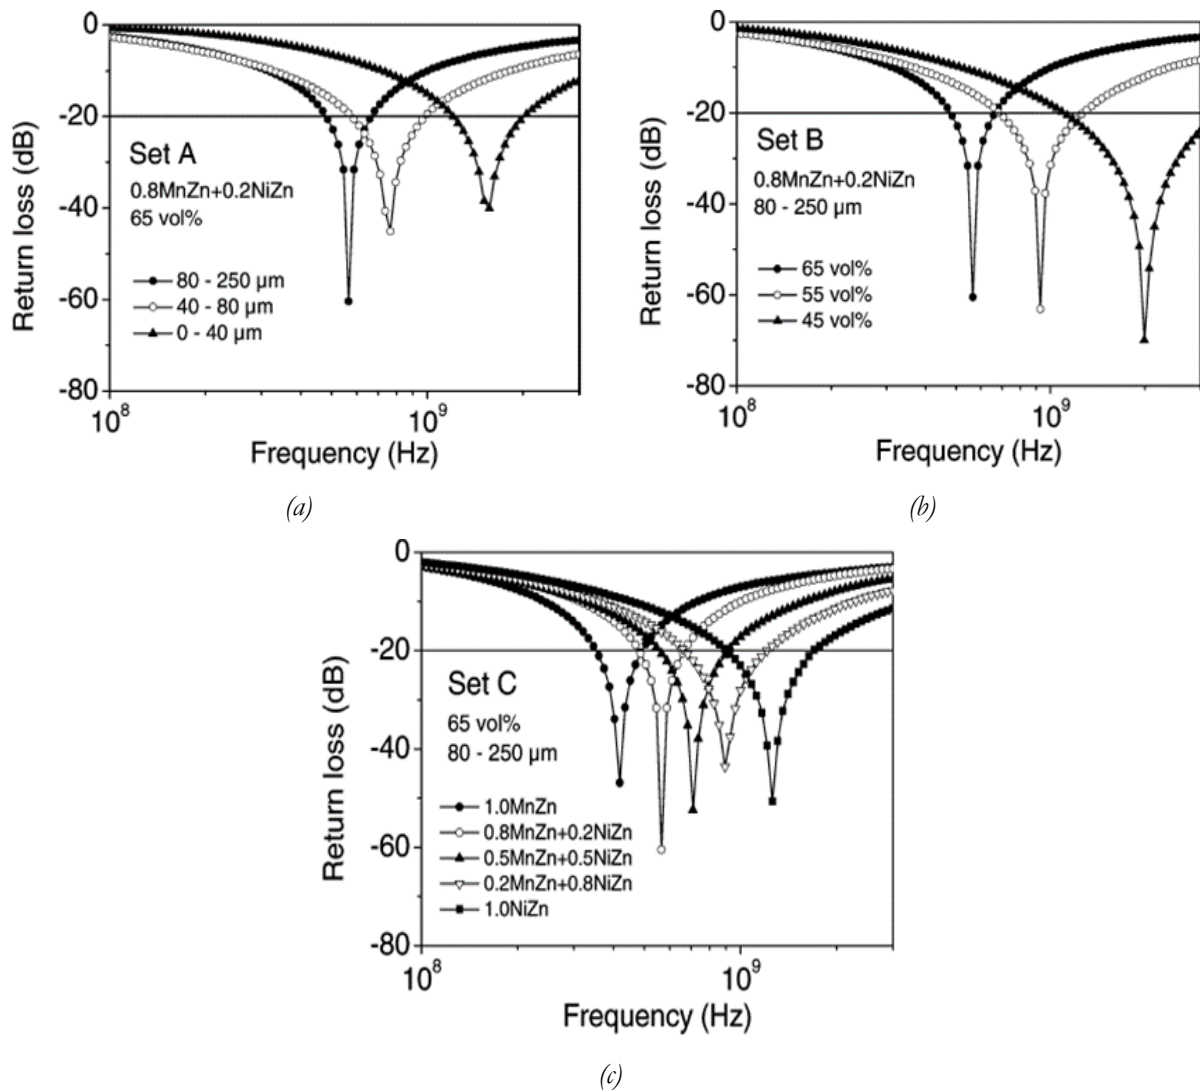 0
-20
-40
-60
-80
Return loss (dB)
Set A
0.8MnZn+0.2NiZn
65 vol%
80 - 250 µm
40 - 80µm
0 - 40 µm
10⁸
10⁹
Frequency (Hz)
(a)
0
-20
-40
-60
-80
Return loss (dB)
Set B
0.8MnZn+0.2NiZn
80 - 250 µm
65 vol%
55 vol%
45 vol%
10⁸
10⁹
Frequency (Hz)
(b)
0
-20
-40
-60
-80
Return loss (dB)
Set C
65 vol%
80 - 250 µm
1.0MnZn
0.8MnZn+0.2NiZn
0.5MnZn+0.5NiZn
0.2MnZn+0.8NiZn
1.0NiZn
10⁸
10⁹
Frequency (Hz)
(c)